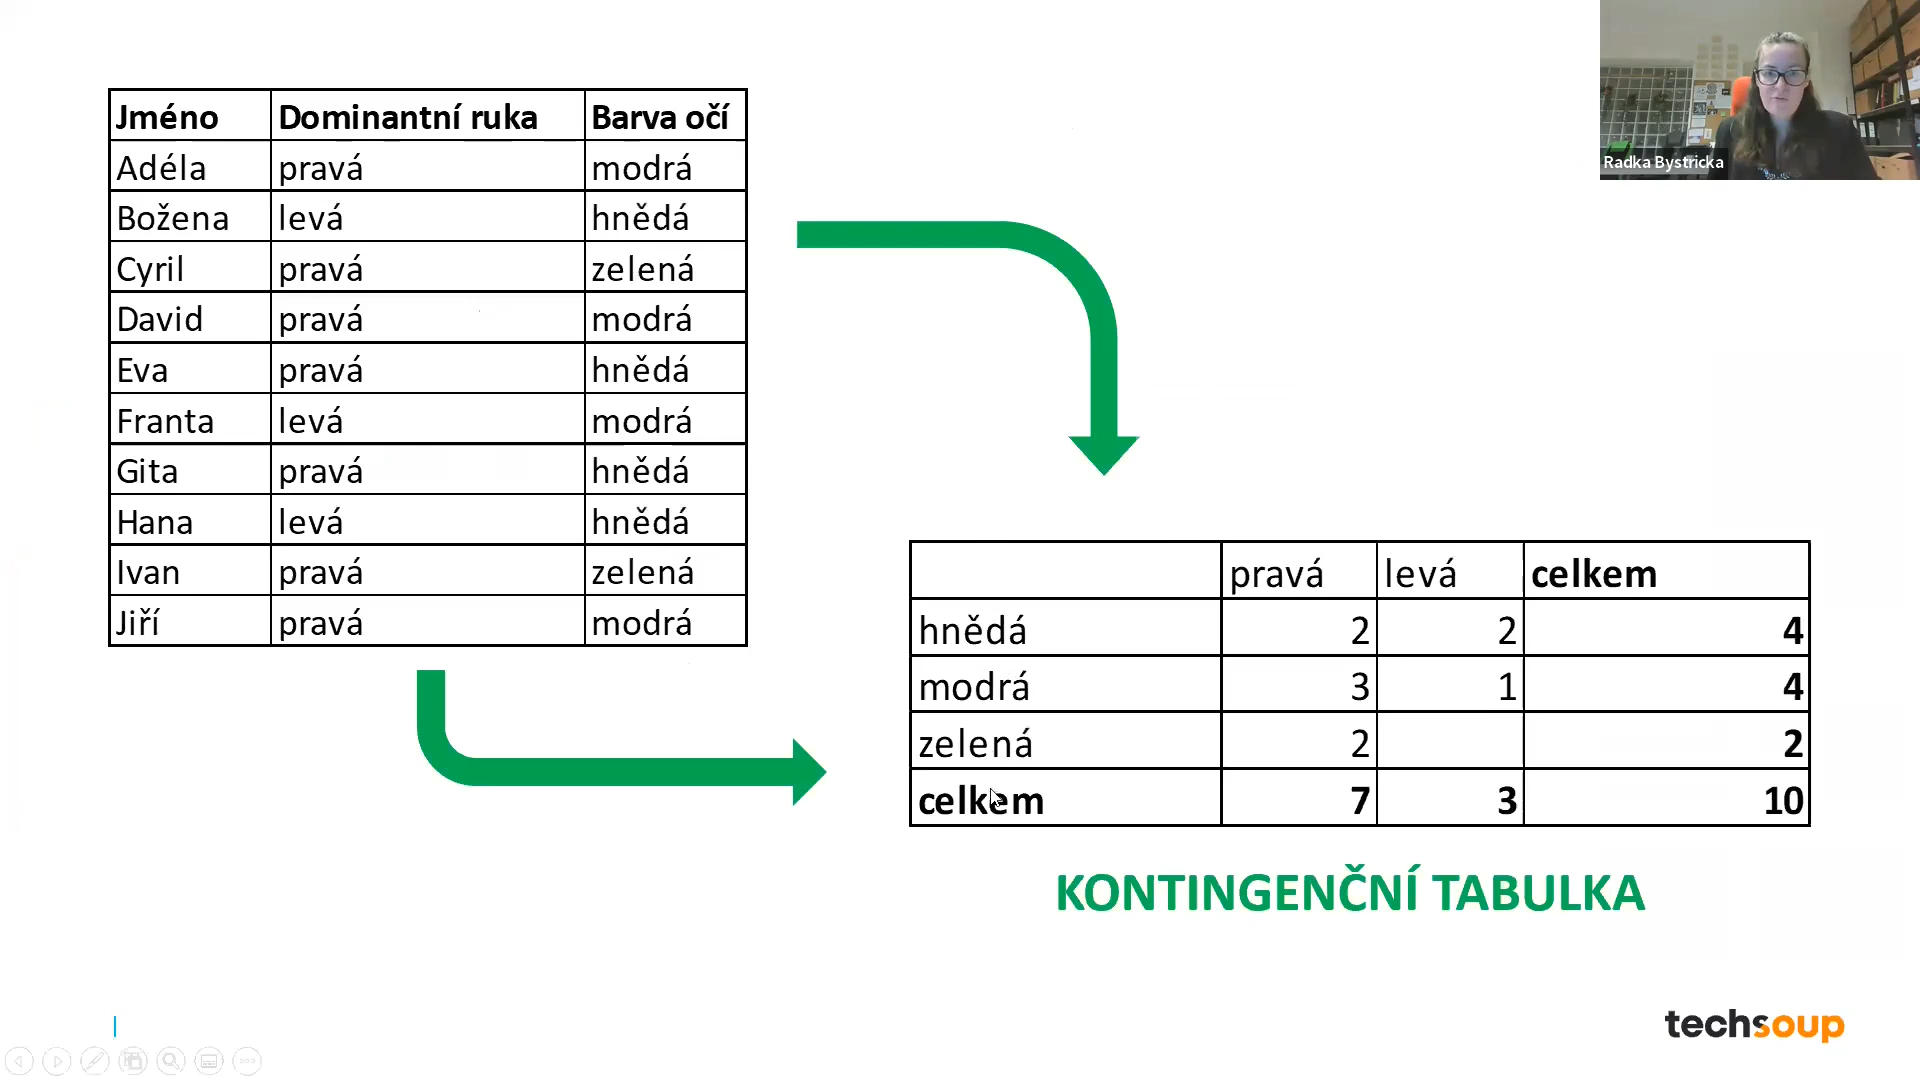 Jméno Dominantní ruka Barva očí
Adéla pravá modrá
Božena levá hnědá
Cyril pravá zelená
David pravá modrá
Eva pravá hnědá
Franta levá modrá
Gita pravá hnědá
Hana levá hnědá
Ivan pravá zelená
Jiří pravá modrá
Radka Bystricka
pravá levá celkem
hnědá 2 2 4
modrá 3 1 4
zelená 2 2
celkem 7 3 10
KONTINGENČNÍ TABULKA
techsoup